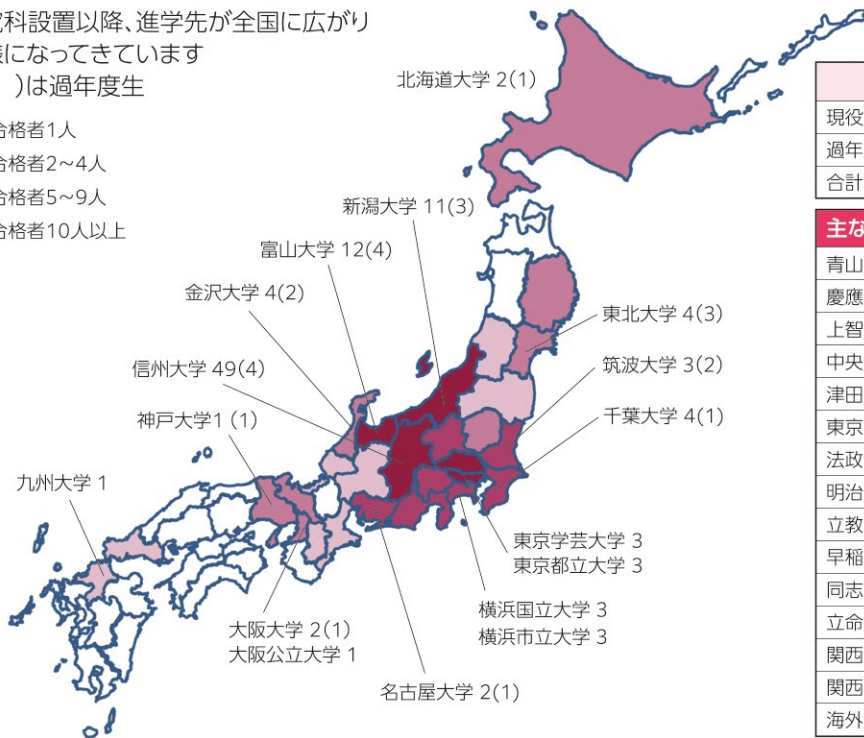 究科設置以降、進学先が全国に広がり
様になってきています
)は過年度生
合格者1人
合格者2~4人
合格者5~9人
合格者10人以上
北海道大学 2(1)
新潟大学 11(3)
富山大学 12(4)
金沢大学 4(2)
信州大学 49(4)
神戸大学1 (1)
九州大学 1
東北大学 4(3)
筑波大学 3(2)
千葉大学 4(1)
東京学芸大学 3
東京都立大学 3
横浜国立大学 3
横浜市立大学 3
大阪大学 2(1)
大阪公立大学 1
名古屋大学 2(1)
現役
過年
合計
主な
青山
慶應
上智
中央
津田
東京
法政
明治
立教
早稲
同志
立命
関西
関西
海外